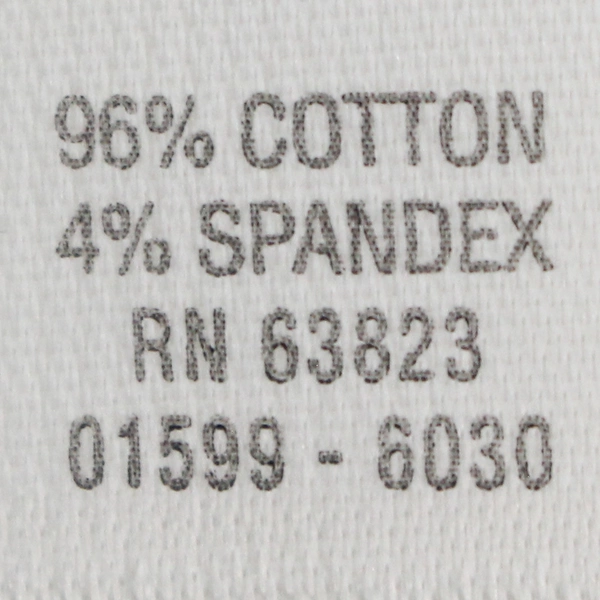 96% COTTON
4% SPANDEX
RN 63823
01599 - 6030